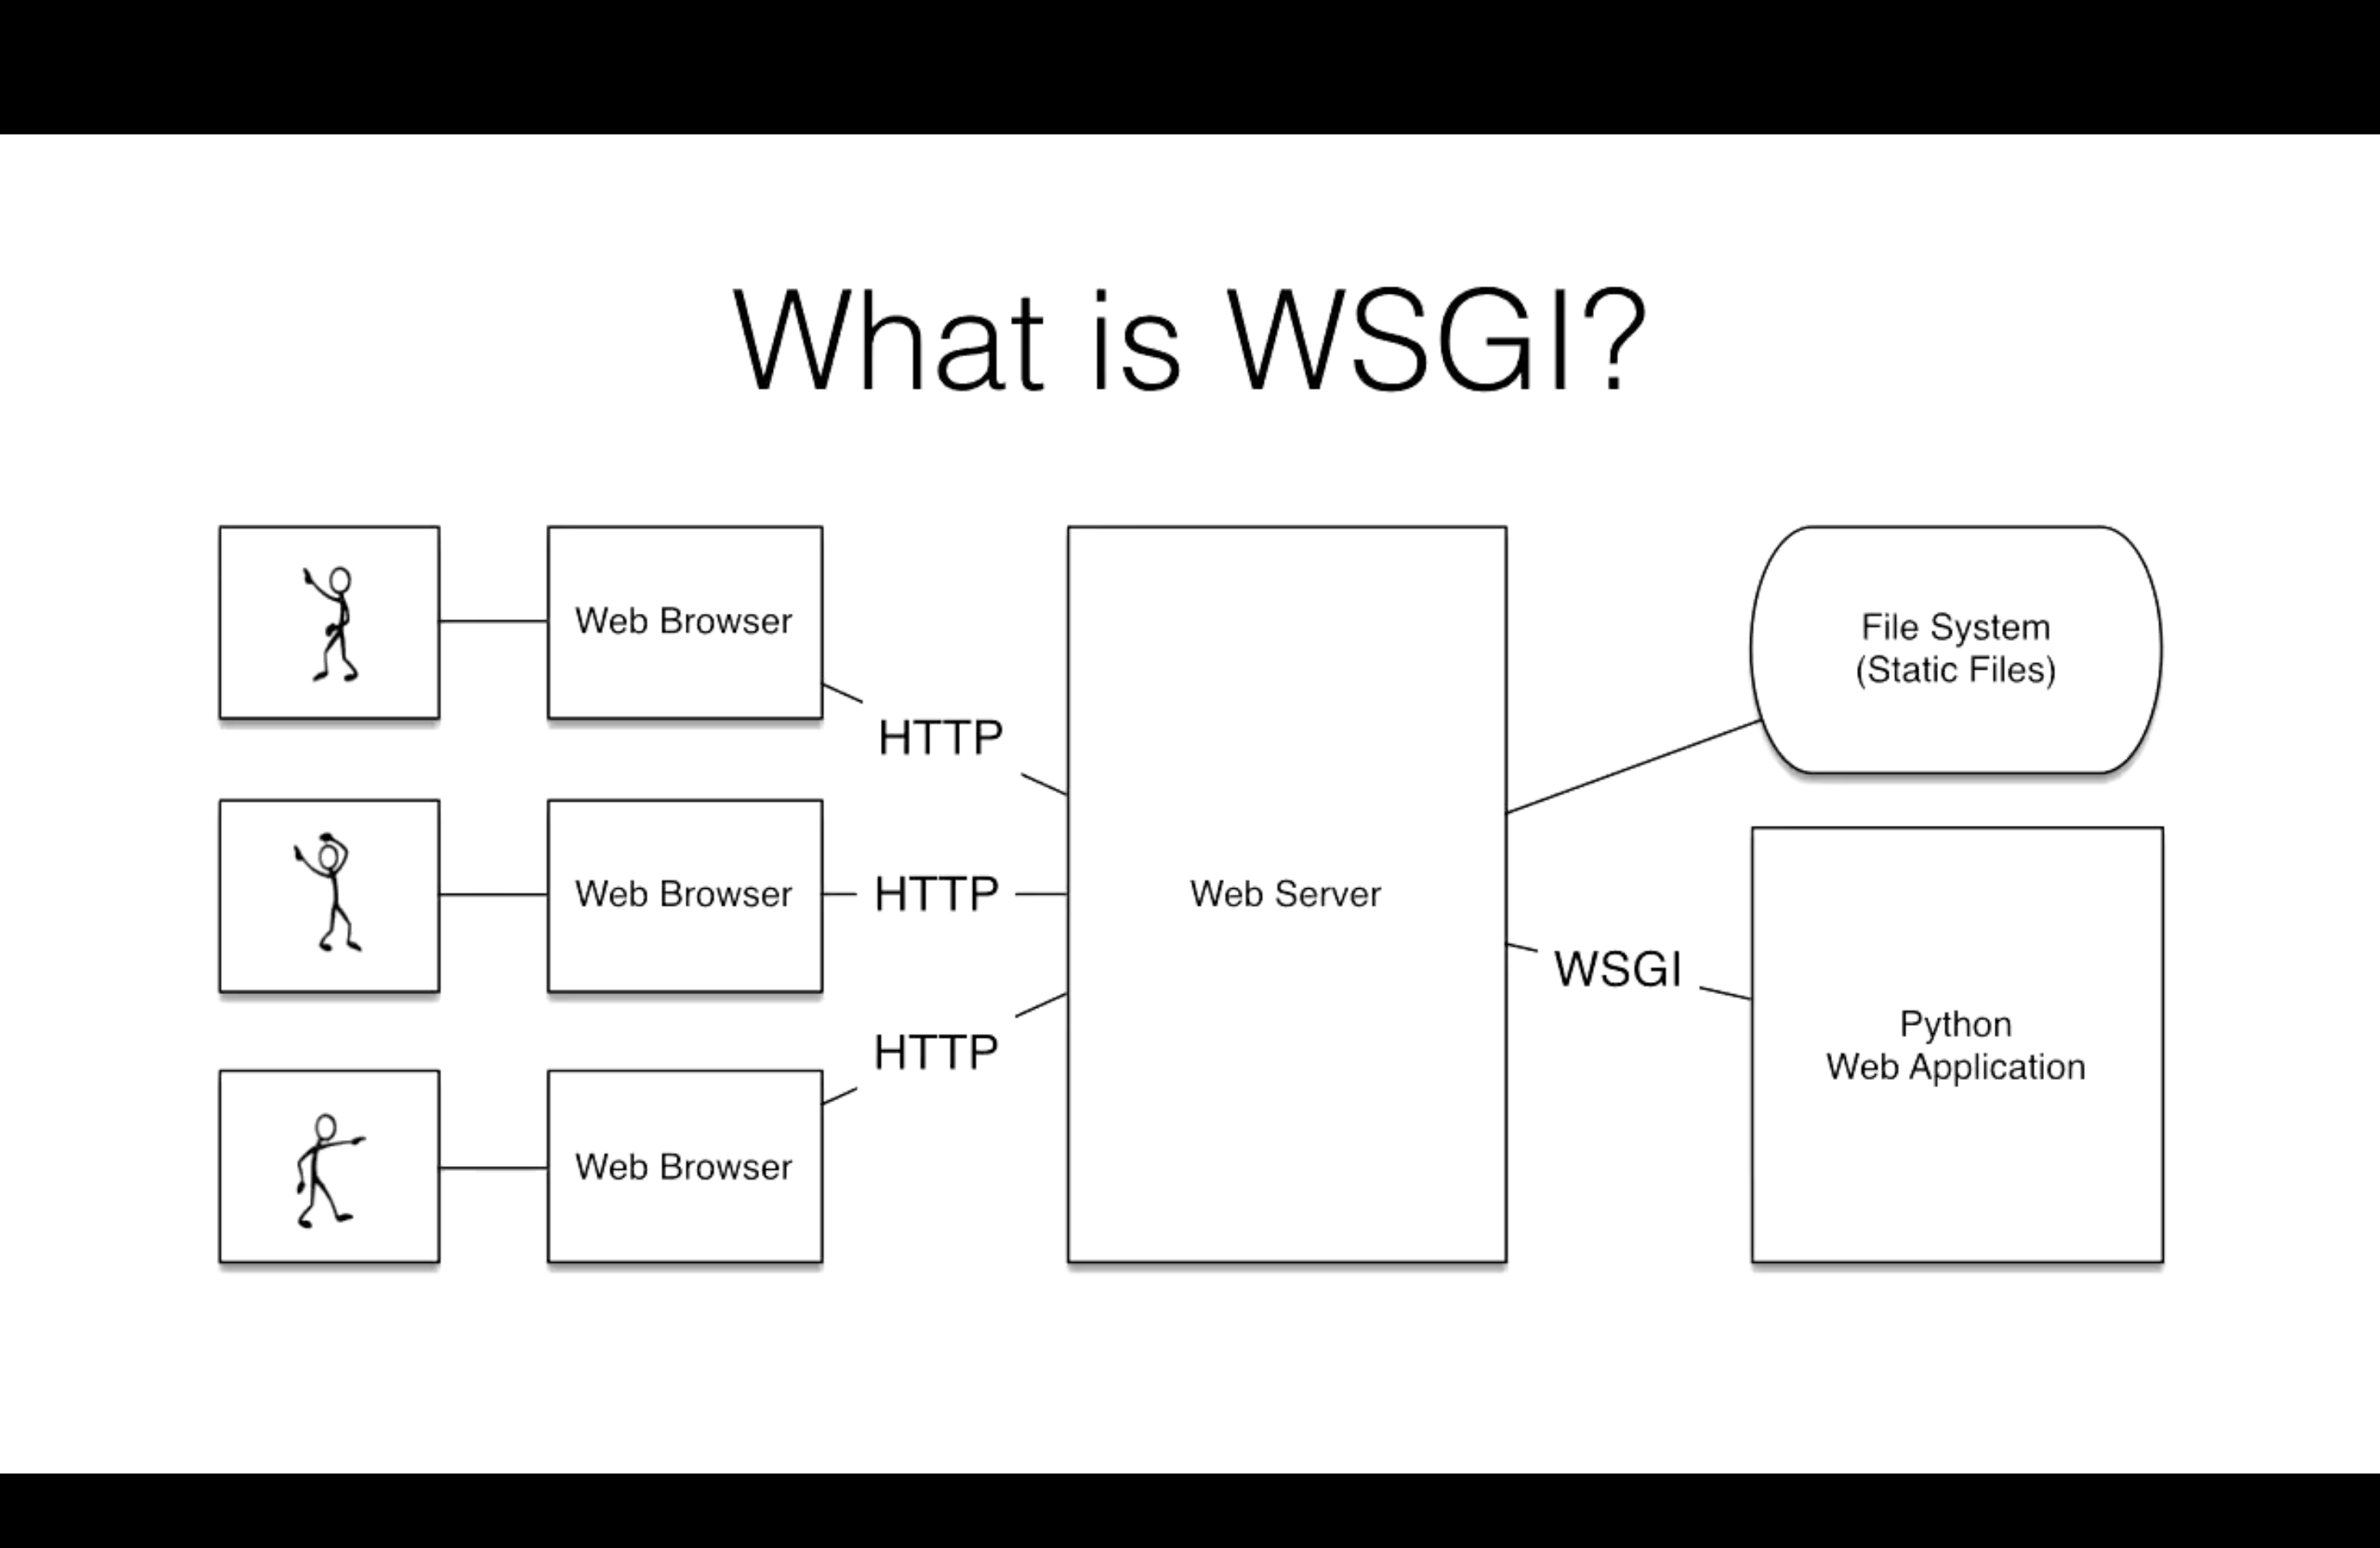 What is WSGI?
Web Browser
HTTP
Web Browser
HTTP
Web Browser
HTTP
Web Server
File System
(Static Files)
WSGI
Python
Web Application